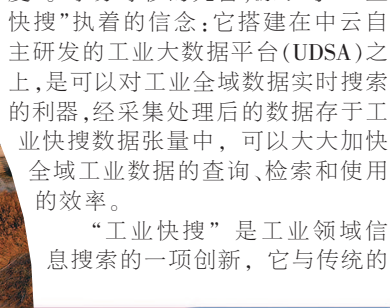 快搜”执着的信念:它搭建在中云自
主研发的工业大数据平台(UDSA)之
上,是可以对工业全域数据实时搜索
的利器,经采集处理后的数据存于工
业快搜数据张量中，可以大大加快
全域工业数据的查询、检索和使用
的效率。
“工业快搜”是工业领域信
息搜索的一项创新，它与传统的